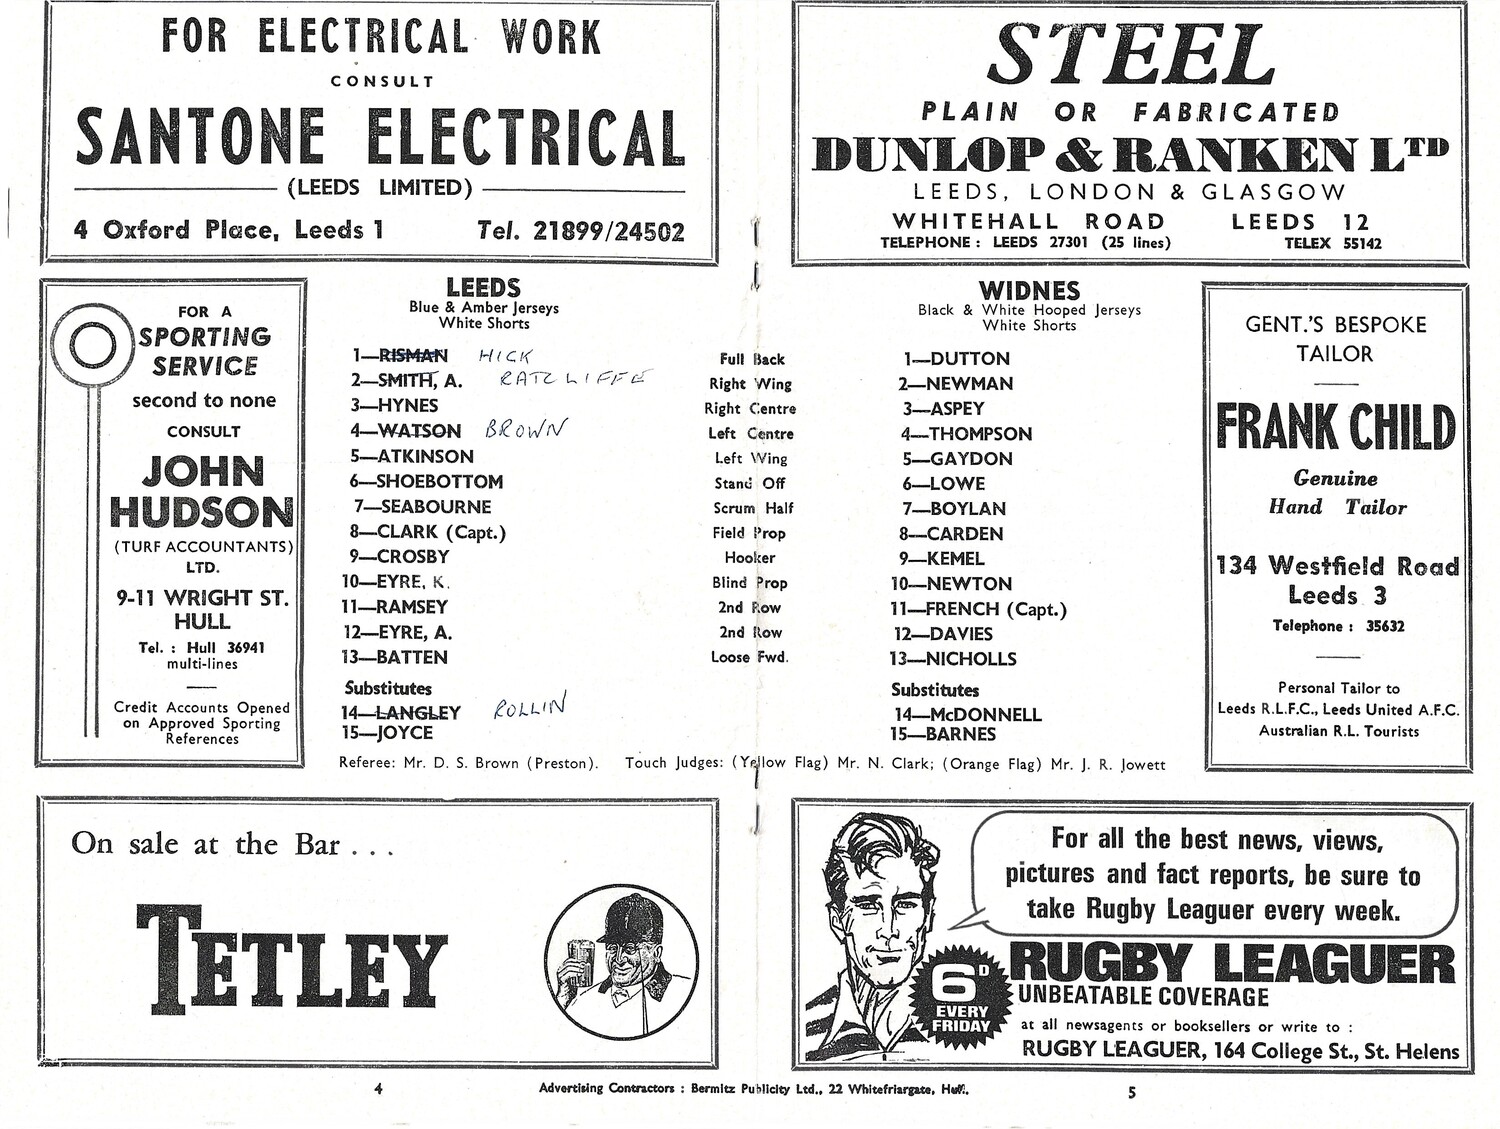 FOR ELECTRICAL WORK
CONSULT
SANTONE ELECTRICAL
(LEEDS LIMITED)
4 Oxford Place, Leeds 1 Tel. 21899/24502
STEEL
PLAIN OR FABRICATED
DUNLOP & RANKEN LTD
LEEDS, LONDON & GLASGOW
WHITEHALL ROAD LEEDS 12
TELEPHONE : LEEDS 27301 (25 lines) TELEX 55142
FOR A
SPORTING
SERVICE
second to none
CONSULT
JOHN
HUDSON
(TURF ACCOUNTANTS)
LTD.
9-11 WRIGHT ST.
HULL
Tel. : Hull 36941
multi-lines
Credit Accounts Opened
on Approved Sporting
References
LEEDS
Blue & Amber Jerseys
White Shorts
1—RISMAN HICK
2—SMITH, A. RATCLIFFE
3—HYNES
4—WATSON BROWN
5—ATKINSON
6—SHOEBOTTOM
7—SEABOURNE
8—CLARK (Capt.)
9—CROSBY
10—EYRE, K.
11—RAMSEY
12—EYRE, A.
13—BATTEN
Substitutes
14—LANGLEY ROLLIN
15—JOYCE
Full Back
Right Wing
Right Centre
Left Centre
Left Wing
Stand Off
Scrum Half
Field Prop
Hooker
Blind Prop
2nd Row
2nd Row
Loose Fwd.
WIDNES
Black & White Hooped Jerseys
White Shorts
1—DUTTON
2—NEWMAN
3—ASPEY
4—THOMPSON
5—GAYDON
6—LOWE
7—BOYLAN
8—CARDEN
9—KEMEL
10—NEWTON
11—FRENCH (Capt.)
12—DAVIES
13—NICHOLLS
Substitutes
14—McDONNELL
15—BARNES
Referee: Mr. D. S. Brown (Preston). Touch Judges: (Yellow Flag) Mr. N. Clark; (Orange Flag) Mr. J. R. Jowett
GENT.'S BESPOKE
TAILOR
FRANK CHILD
Genuine
Hand Tailor
134 Westfield Road
Leeds 3
Telephone : 35632
Personal Tailor to
Leeds R.L.F.C., Leeds United A.F.C.
Australian R.L. Tourists
On sale at the Bar . . .
TETLEY
For all the best news, views,
pictures and fact reports, be sure to
take Rugby Leaguer every week.
6D
EVERY
FRIDAY
RUGBY LEAGUER
UNBEATABLE COVERAGE
at all newsagents or booksellers or write to :
RUGBY LEAGUER, 164 College St., St. Helens
4
Advertising Contractors : Bermitz Publicity Ltd., 22 Whitefriargate, Hull.
5